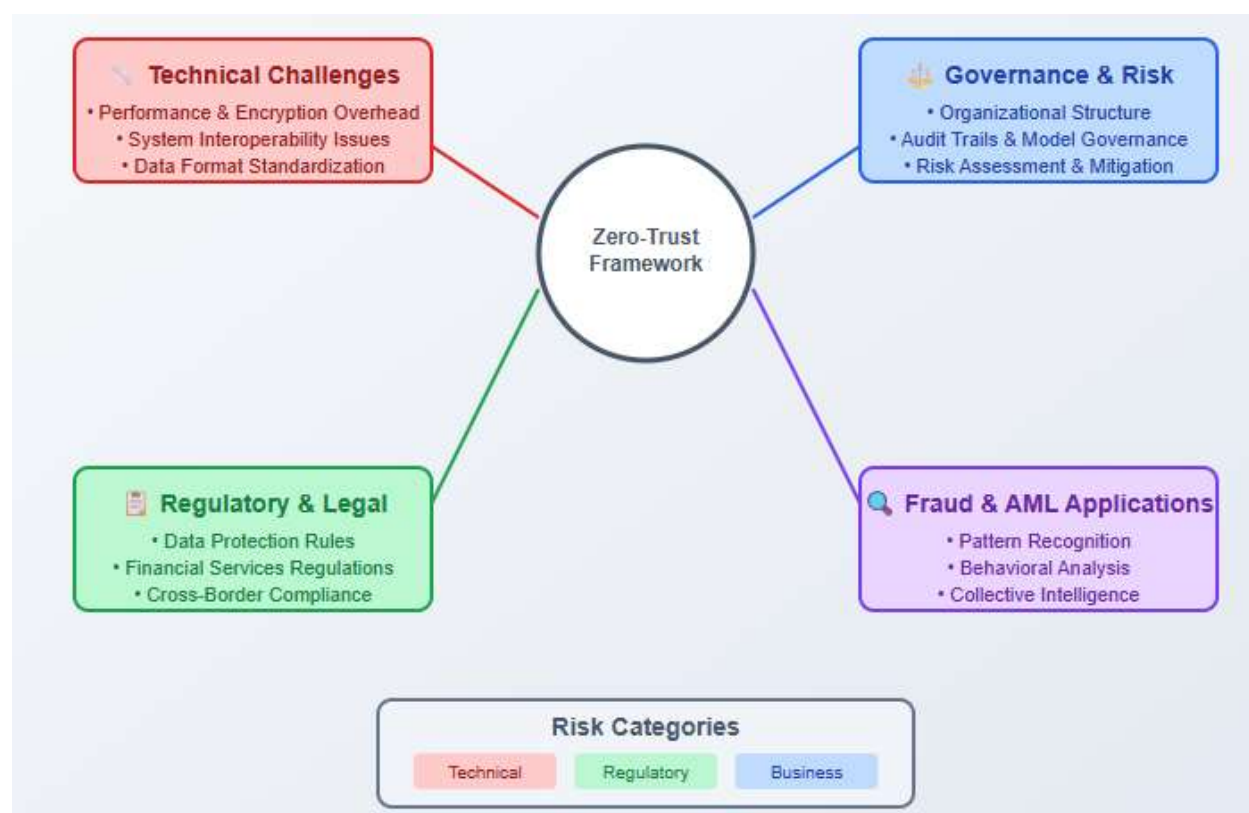 Technical Challenges
• Performance & Encryption Overhead
• System Interoperability Issues
• Data Format Standardization
Governance & Risk
• Organizational Structure
• Audit Trails & Model Governance
• Risk Assessment & Mitigation
Zero-Trust
Framework
Regulatory & Legal
• Data Protection Rules
• Financial Services Regulations
• Cross-Border Compliance
Fraud & AML Applications
• Pattern Recognition
• Behavioral Analysis
• Collective Intelligence
Risk Categories
Technical
Regulatory
Business